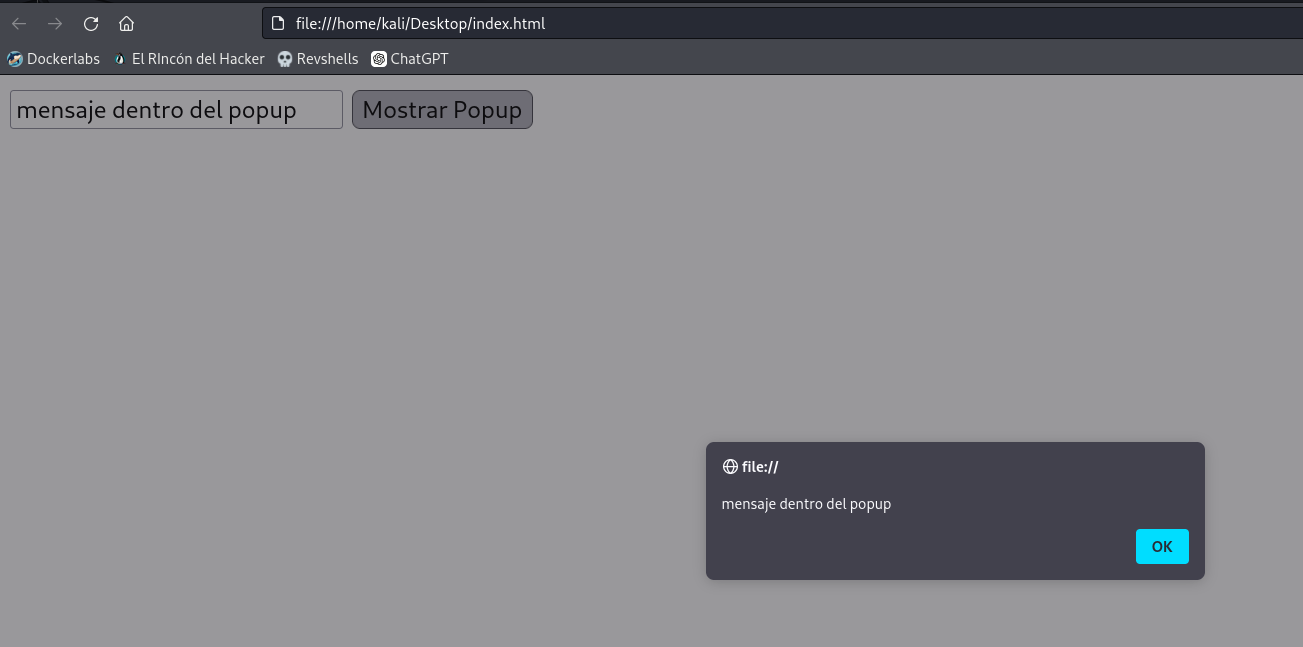 file:///home/kali/Desktop/index.html
Dockerlabs El RIncón del Hacker Revshells ChatGPT
mensaje dentro del popup Mostrar Popup
file://
mensaje dentro del popup
OK